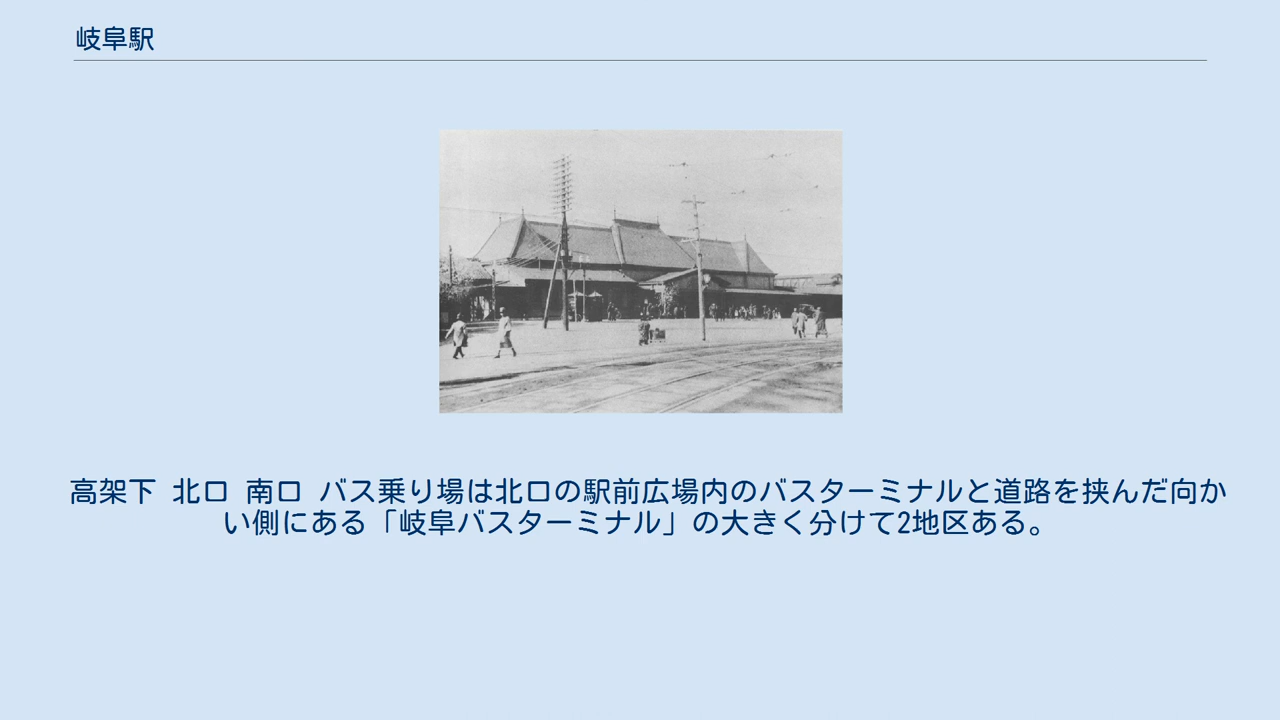 岐阜駅
高架下 北口 南口 バス乗り場は北口の駅前広場内のバスターミナルと道路を挟んだ向か
い側にある「岐阜バスターミナル」の大きく分けて2地区ある。